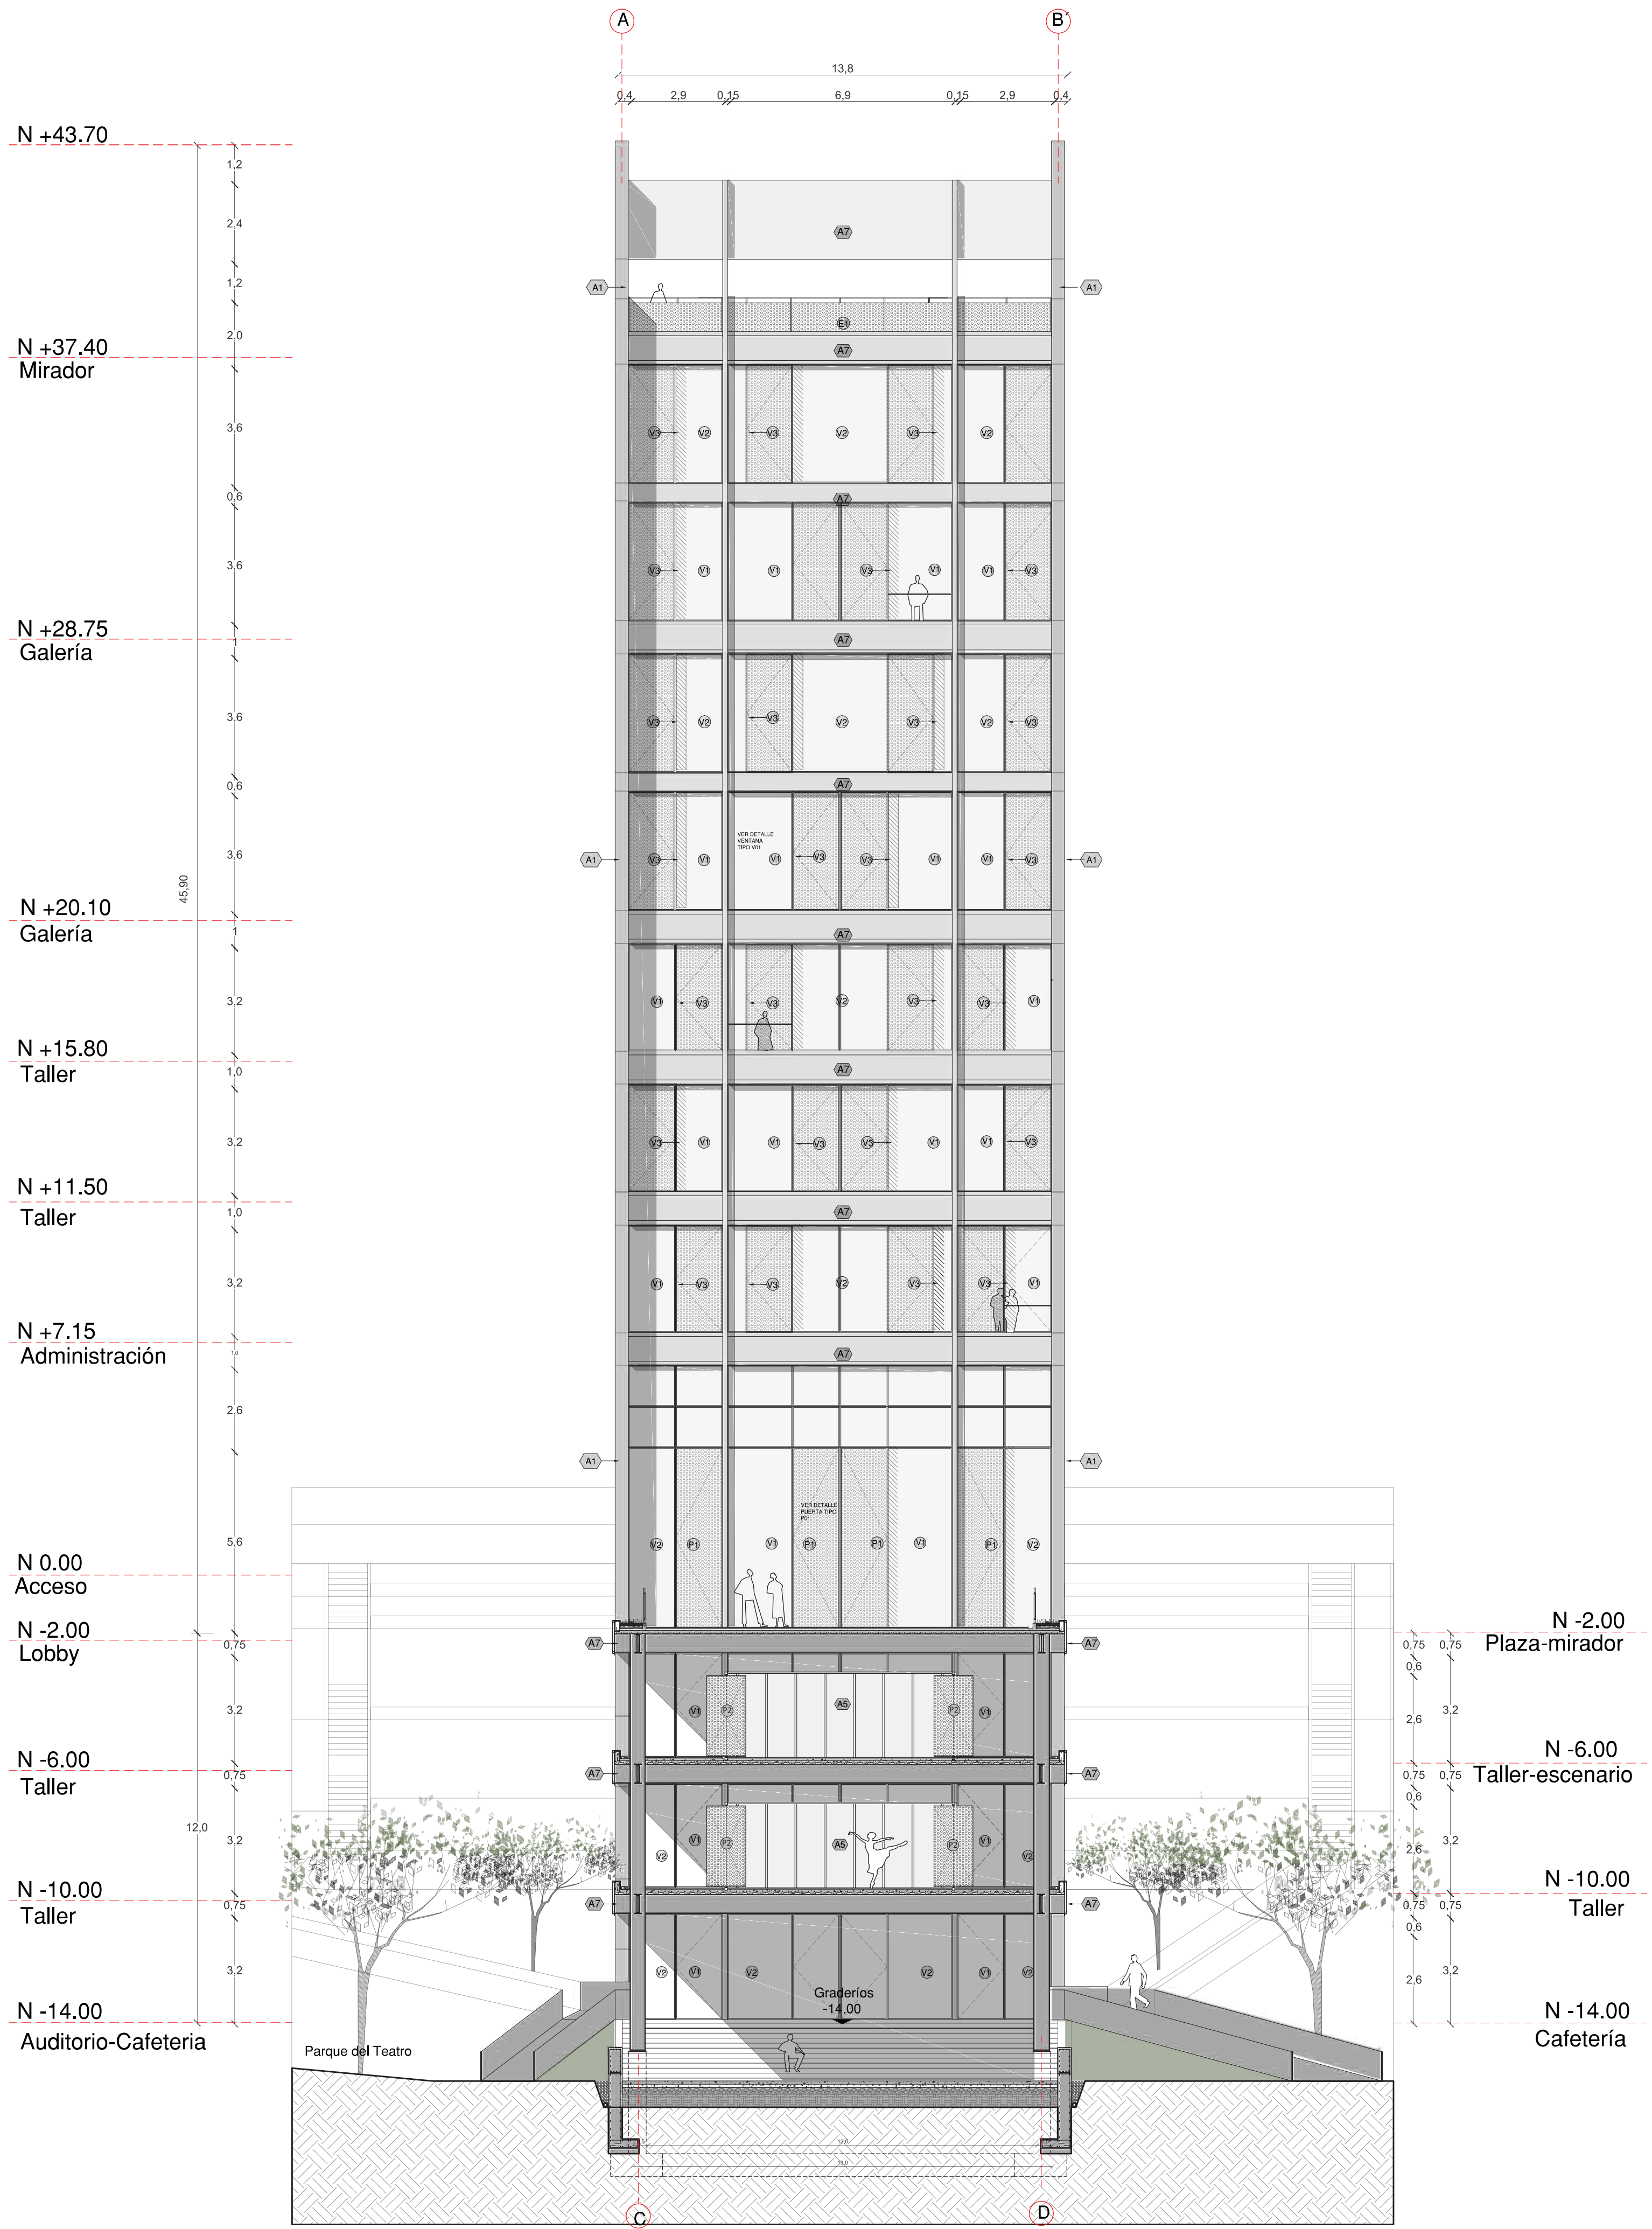 A B´
13,8
0,4 2,9 0,15 6,9 0,15 2,9 0,4
N +43.70
1,2
2,4
A7
1,2
A1 A1
E1
2,0
N +37.40
A7
Mirador
3,6
V3 V2 V3 V2 V3 V2
0,6
A7
3,6
V3 V1 V1 V3 V1 V1 V3
N +28.75
1
A7
Galería
3,6
V3 V2 V3 V2 V3 V2 V3
0,6
A7
VER DETALLE
VENTANA
TIPO V01
3,6
A1 V3 V1 V1 V3 V3 V1 V1 V3 A1
45,90
N +20.10
1
A7
Galería
3,2
V1 V3 V3 V2 V3 V3 V1
N +15.80
1,0
A7
Taller
3,2
V3 V1 V1 V3 V3 V1 V1 V3
N +11.50
1,0
A7
Taller
3,2
V1 V3 V3 V2 V3 V3 V1
N +7.15
1,0
A7
Administración
2,6
A1 A1
VER DETALLE
PUERTA TIPO
P01
5,6
V2 P1 V1 P1 P1 V1 P1 V2
N 0.00
Acceso
N -2.00 N -2.00
0,75 A7 A7 0,75 0,75
Lobby Plaza-mirador
0,6
3,2 V1 P2 A5 P2 V1 2,6 3,2
N -6.00 N -6.00
0,75 A7 A7 0,75 0,75
Taller Taller-escenario
0,6
12,0
3,2 V1 P2 A5 P2 V1 2,6 3,2
V2 V2
N -10.00 N -10.00
0,75 A7 A7 0,75 0,75
Taller Taller
0,6
3,2 V2 V1 V2 V2 V1 V2 2,6 3,2
Graderíos
-14.00
N -14.00 N -14.00
Auditorio-Cafeteria Cafetería
Parque del Teatro
12,0
13,0
C D